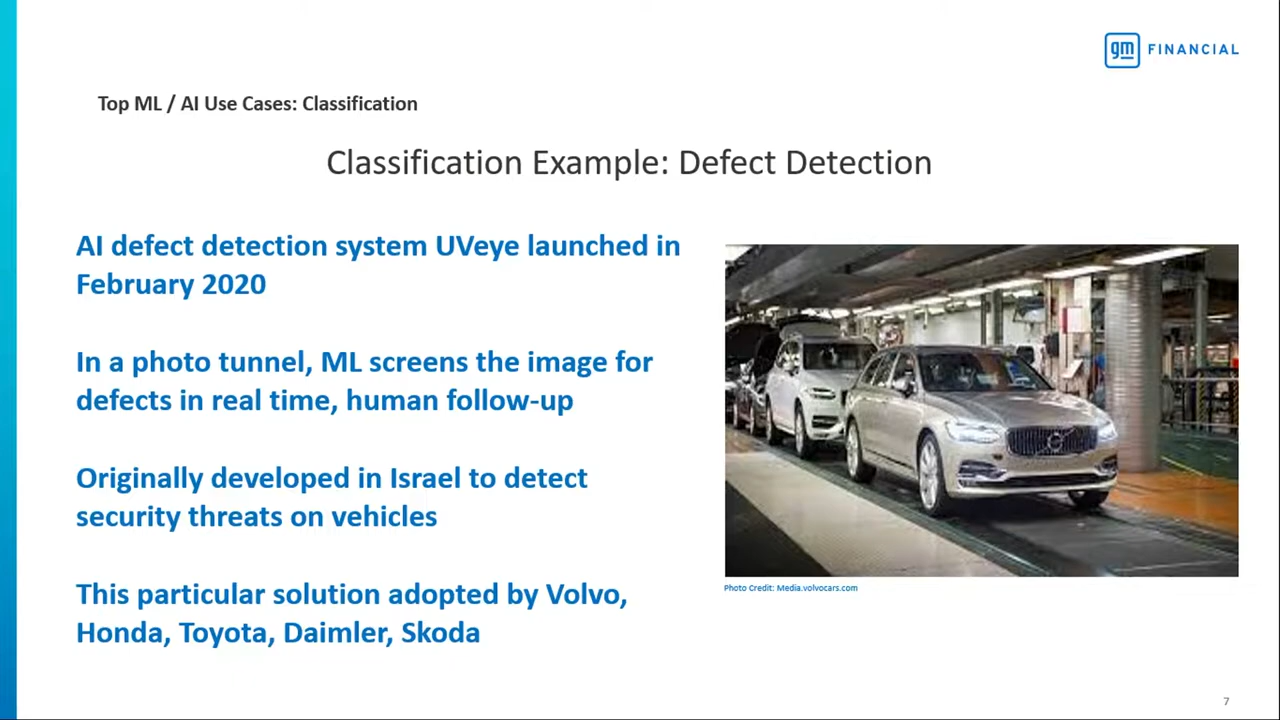 gm FINANCIAL
Top ML / AI Use Cases: Classification
Classification Example: Defect Detection
AI defect detection system UVeye launched in
February 2020
In a photo tunnel, ML screens the image for
defects in real time, human follow-up
Originally developed in Israel to detect
security threats on vehicles
This particular solution adopted by Volvo,
Honda, Toyota, Daimler, Skoda
Photo Credit: Media.volvocars.com
7